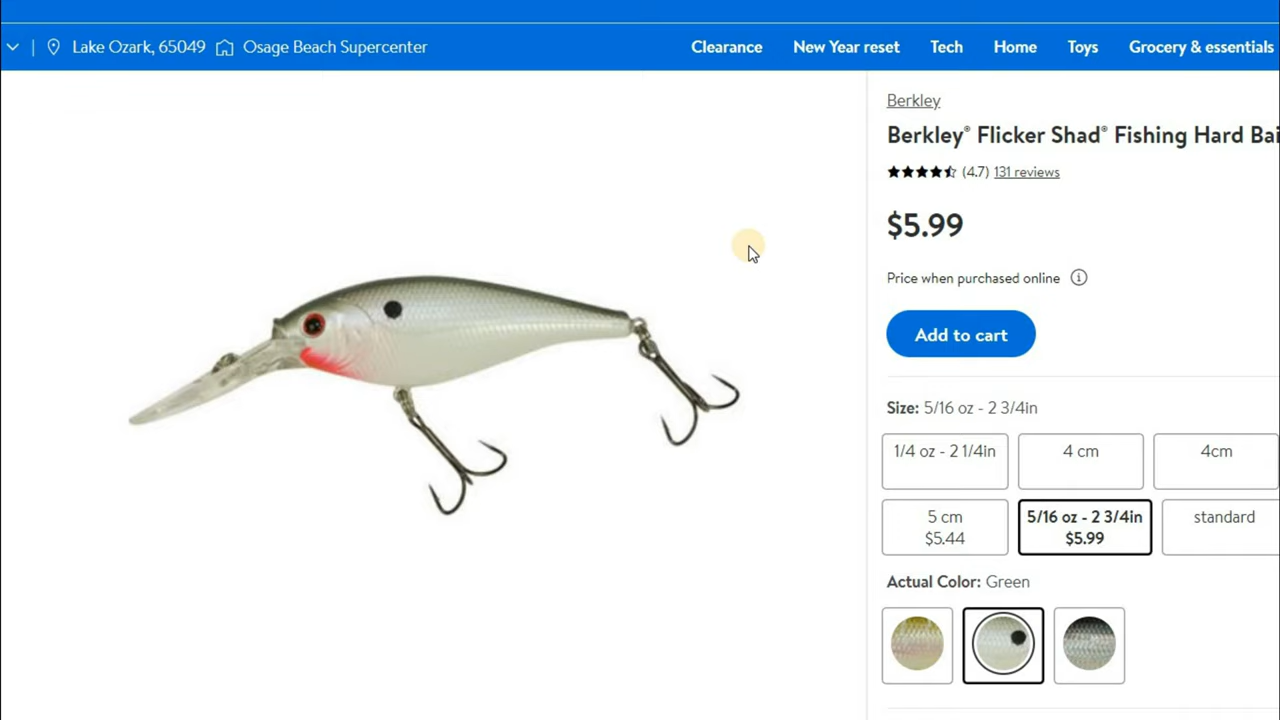 Lake Ozark, 65049 Osage Beach Supercenter Clearance New Year reset Tech Home Toys Grocery & essentials
Berkley
Berkley® Flicker Shad® Fishing Hard Bai
(4.7) 131 reviews
$5.99
Price when purchased online
Add to cart
Size: 5/16 oz - 2 3/4in
1/4 oz - 2 1/4in 4 cm 4cm
5 cm 5/16 oz - 2 3/4in standard
$5.44 $5.99
Actual Color: Green